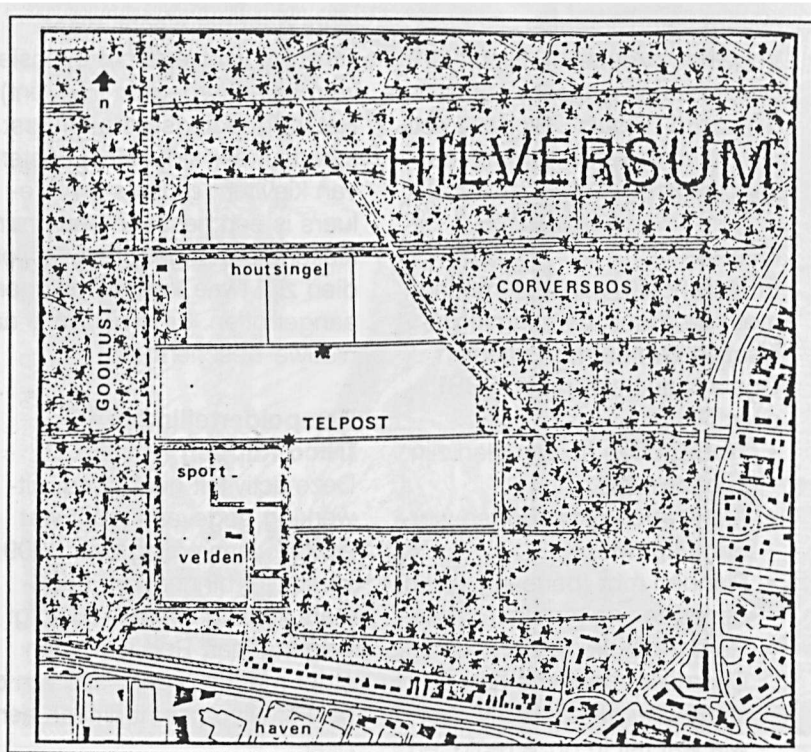 n
HILVERSUM
houtsingel
CORVERSBOS
GOOILUST
TELPOST
sport-
velden
haven